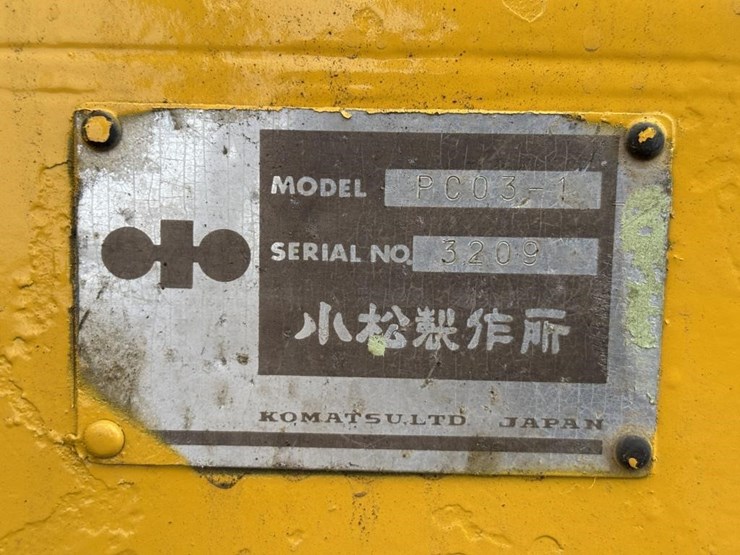 MODEL PC03-1
SERIAL NO. 3209
小松製作所
KOMATSU,LTD. JAPAN